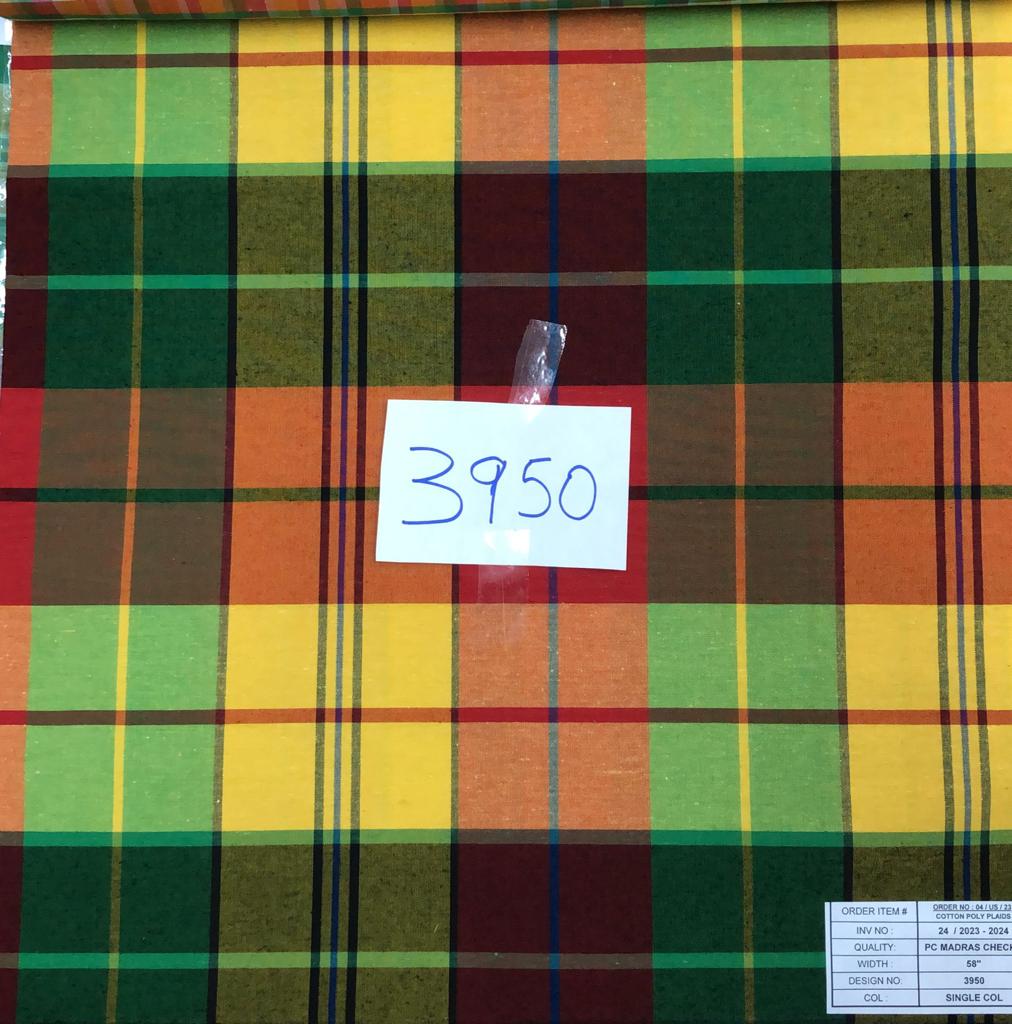 3950
ORDER ITEM # ORDER NO : 04 / US / 23
COTTON POLY PLAIDS
INV NO : 24 / 2023 - 2024
QUALITY: PC MADRAS CHECK
WIDTH : 58"
DESIGN NO: 3950
COL : SINGLE COL